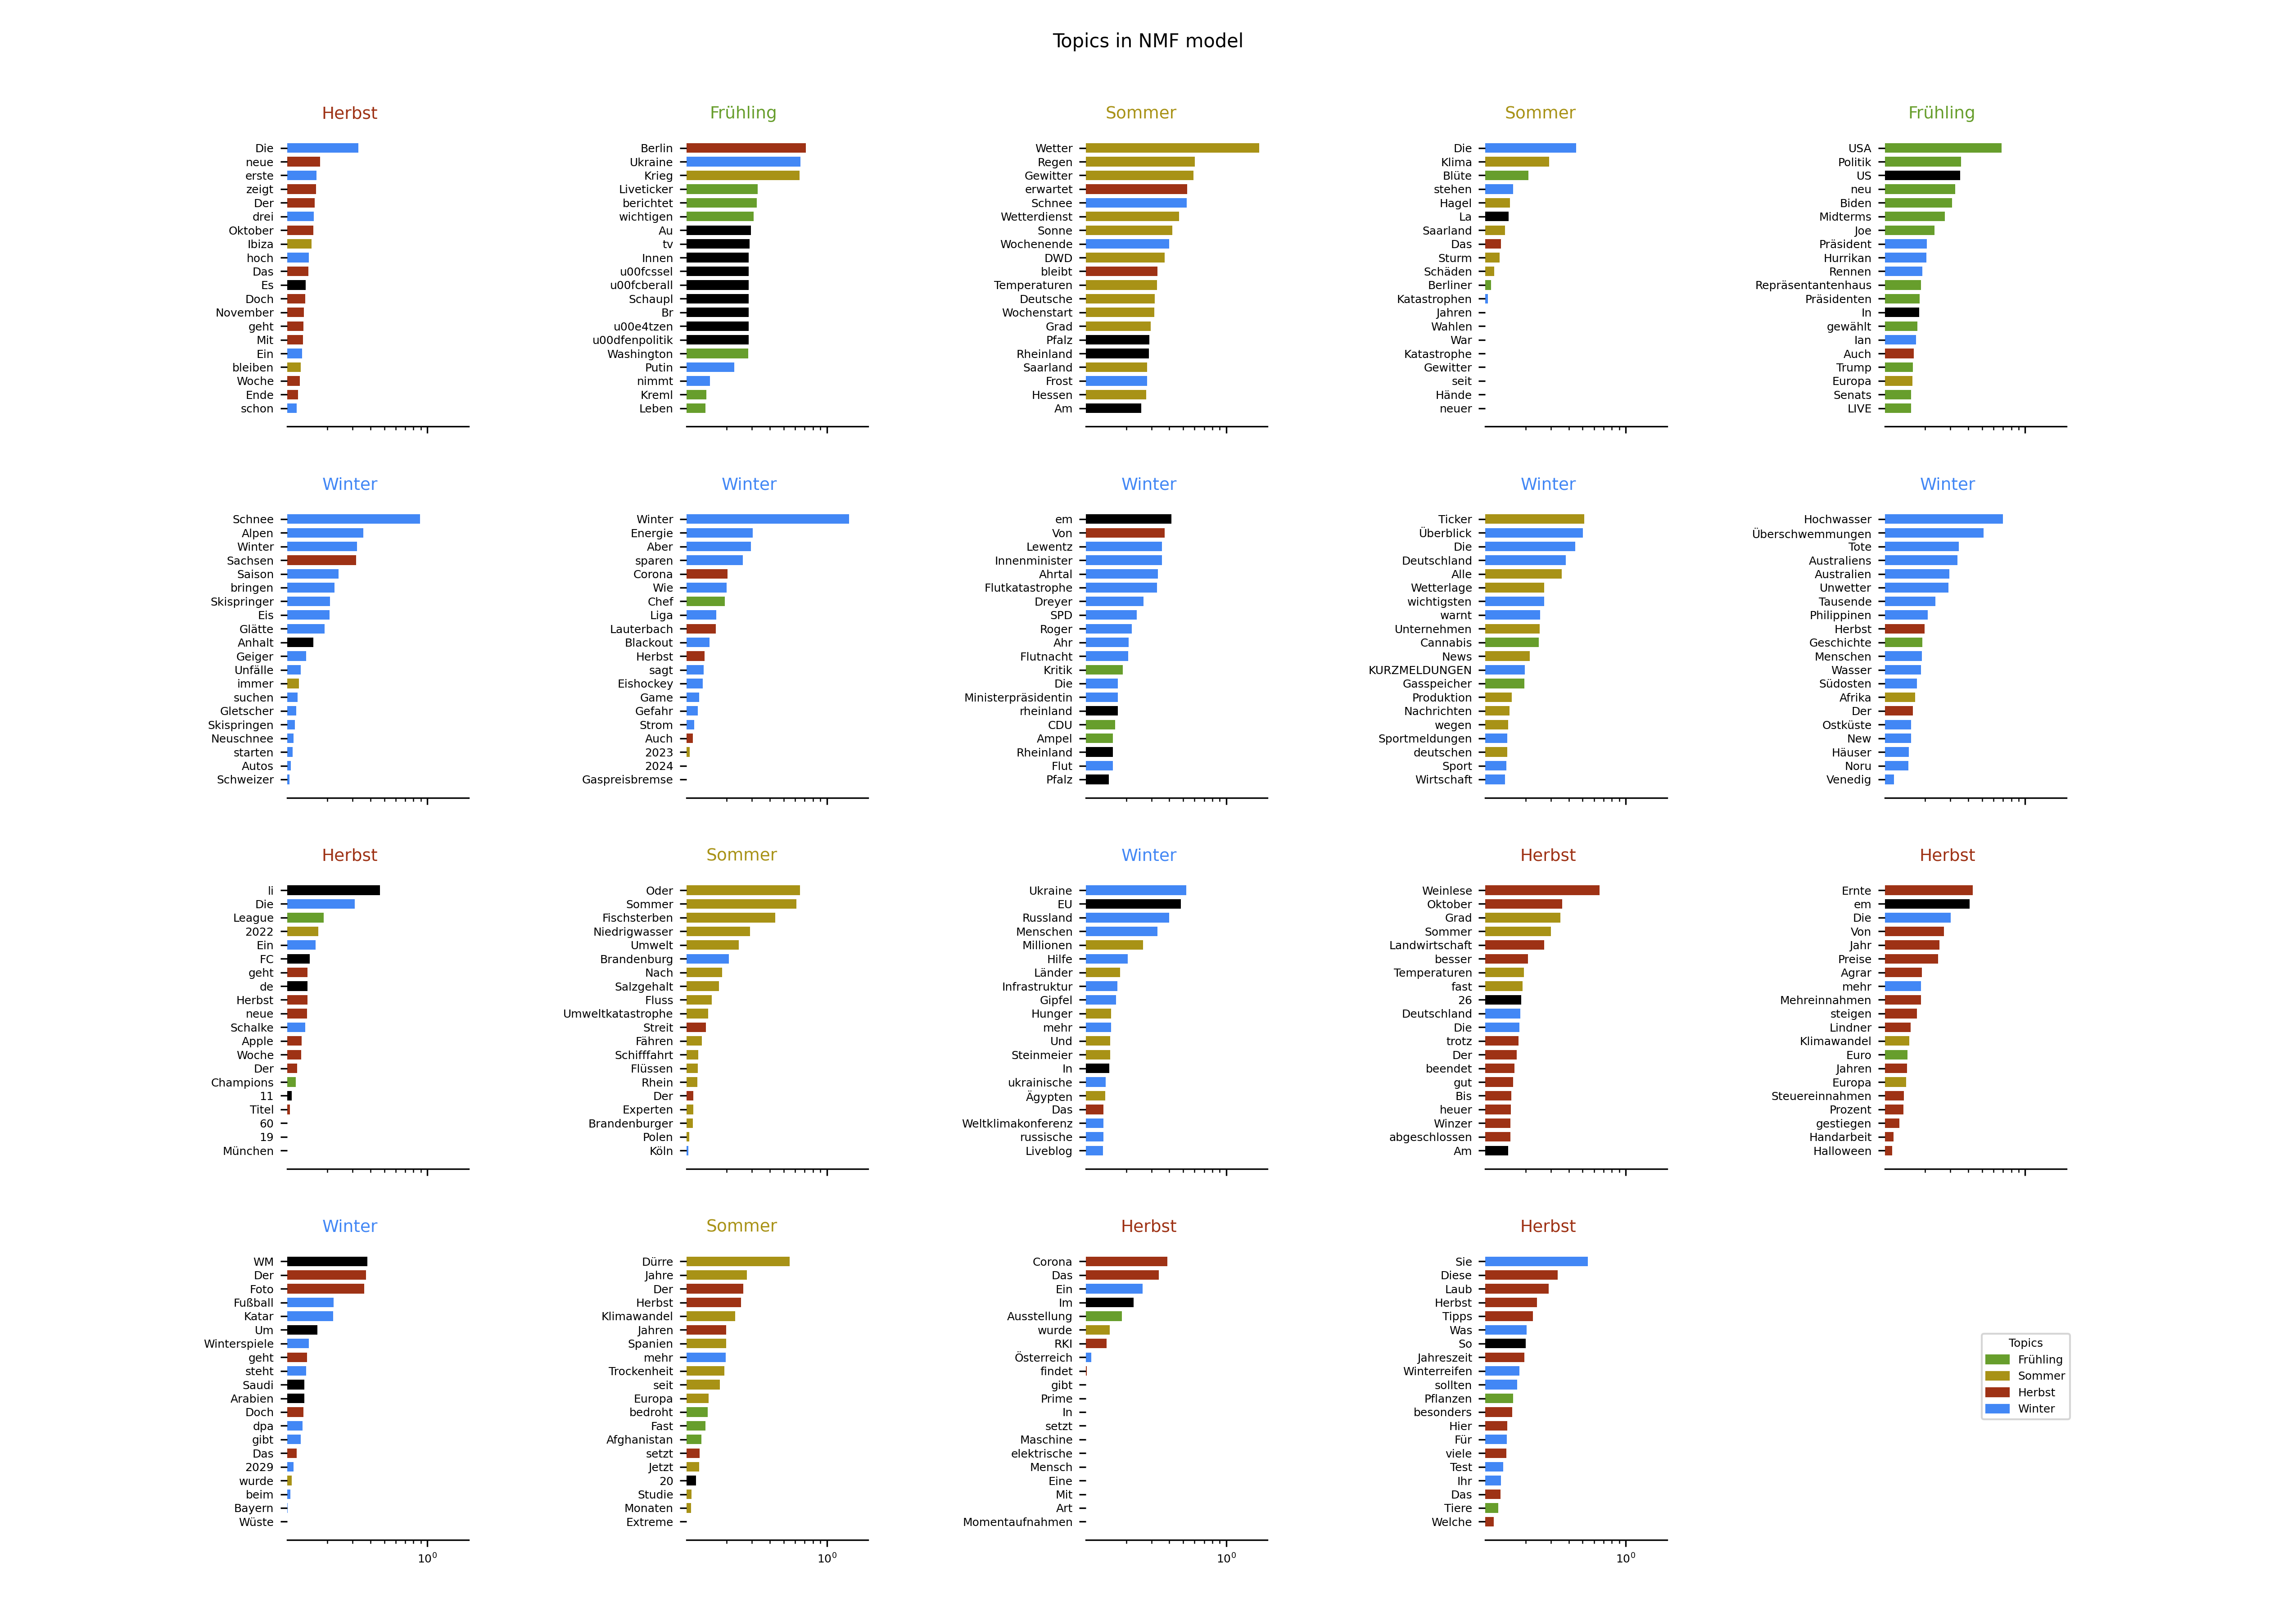 Topics in NMF model
Herbst
Die
neue
erste
zeigt
Der
drei
Oktober
Ibiza
hoch
Das
Es
Doch
November
geht
Mit
Ein
bleiben
Woche
Ende
schon
Frühling
Berlin
Ukraine
Krieg
Liveticker
berichtet
wichtigen
Au
tv
Innen
u00fcssel
u00fcberall
Schaupl
Br
u00e4tzen
u00dfenpolitik
Washington
Putin
nimmt
Kreml
Leben
Sommer
Wetter
Regen
Gewitter
erwartet
Schnee
Wetterdienst
Sonne
Wochenende
DWD
bleibt
Temperaturen
Deutsche
Wochenstart
Grad
Pfalz
Rheinland
Saarland
Frost
Hessen
Am
Sommer
Die
Klima
Blüte
stehen
Hagel
La
Saarland
Das
Sturm
Schäden
Berliner
Katastrophen
Jahren
Wahlen
War
Katastrophe
Gewitter
seit
Hände
neuer
Frühling
USA
Politik
US
neu
Biden
Midterms
Joe
Präsident
Hurrikan
Rennen
Repräsentantenhaus
Präsidenten
In
gewählt
Ian
Auch
Trump
Europa
Senats
LIVE
Winter
Schnee
Alpen
Winter
Sachsen
Saison
bringen
Skispringer
Eis
Glätte
Anhalt
Geiger
Unfälle
immer
suchen
Gletscher
Skispringen
Neuschnee
starten
Autos
Schweizer
Winter
Winter
Energie
Aber
sparen
Corona
Wie
Chef
Liga
Lauterbach
Blackout
Herbst
sagt
Eishockey
Game
Gefahr
Strom
Auch
2023
2024
Gaspreisbremse
Winter
em
Von
Lewentz
Innenminister
Ahrtal
Flutkatastrophe
Dreyer
SPD
Roger
Ahr
Flutnacht
Kritik
Die
Ministerpräsidentin
rheinland
CDU
Ampel
Rheinland
Flut
Pfalz
Winter
Ticker
Überblick
Die
Deutschland
Alle
Wetterlage
wichtigsten
warnt
Unternehmen
Cannabis
News
KURZMELDUNGEN
Gasspeicher
Produktion
Nachrichten
wegen
Sportmeldungen
deutschen
Sport
Wirtschaft
Winter
Hochwasser
Überschwemmungen
Tote
Australiens
Australien
Unwetter
Tausende
Philippinen
Herbst
Geschichte
Menschen
Wasser
Südosten
Afrika
Der
Ostküste
New
Häuser
Noru
Venedig
Herbst
li
Die
League
2022
Ein
FC
geht
de
Herbst
neue
Schalke
Apple
Woche
Der
Champions
11
Titel
60
19
München
Sommer
Oder
Sommer
Fischsterben
Niedrigwasser
Umwelt
Brandenburg
Nach
Salzgehalt
Fluss
Umweltkatastrophe
Streit
Fähren
Schifffahrt
Flüssen
Rhein
Der
Experten
Brandenburger
Polen
Köln
Winter
Ukraine
EU
Russland
Menschen
Millionen
Hilfe
Länder
Infrastruktur
Gipfel
Hunger
mehr
Und
Steinmeier
In
ukrainische
Ägypten
Das
Weltklimakonferenz
russische
Liveblog
Herbst
Weinlese
Oktober
Grad
Sommer
Landwirtschaft
besser
Temperaturen
fast
26
Deutschland
Die
trotz
Der
beendet
gut
Bis
heuer
Winzer
abgeschlossen
Am
Herbst
Ernte
em
Die
Von
Jahr
Preise
Agrar
mehr
Mehreinnahmen
steigen
Lindner
Klimawandel
Euro
Jahren
Europa
Steuereinnahmen
Prozent
gestiegen
Handarbeit
Halloween
Winter
WM
Der
Foto
Fußball
Katar
Um
Winterspiele
geht
steht
Saudi
Arabien
Doch
dpa
gibt
Das
2029
wurde
beim
Bayern
Wüste
10⁰
Sommer
Dürre
Jahre
Der
Herbst
Klimawandel
Jahren
Spanien
mehr
Trockenheit
seit
Europa
bedroht
Fast
Afghanistan
setzt
Jetzt
20
Studie
Monaten
Extreme
10⁰
Herbst
Corona
Das
Ein
Im
Ausstellung
wurde
RKI
Österreich
findet
gibt
Prime
In
setzt
Maschine
elektrische
Mensch
Eine
Mit
Art
Momentaufnahmen
10⁰
Herbst
Sie
Diese
Laub
Herbst
Tipps
Was
So
Jahreszeit
Winterreifen
sollten
Pflanzen
besonders
Hier
Für
viele
Test
Ihr
Das
Tiere
Welche
10⁰
Topics
Frühling
Sommer
Herbst
Winter